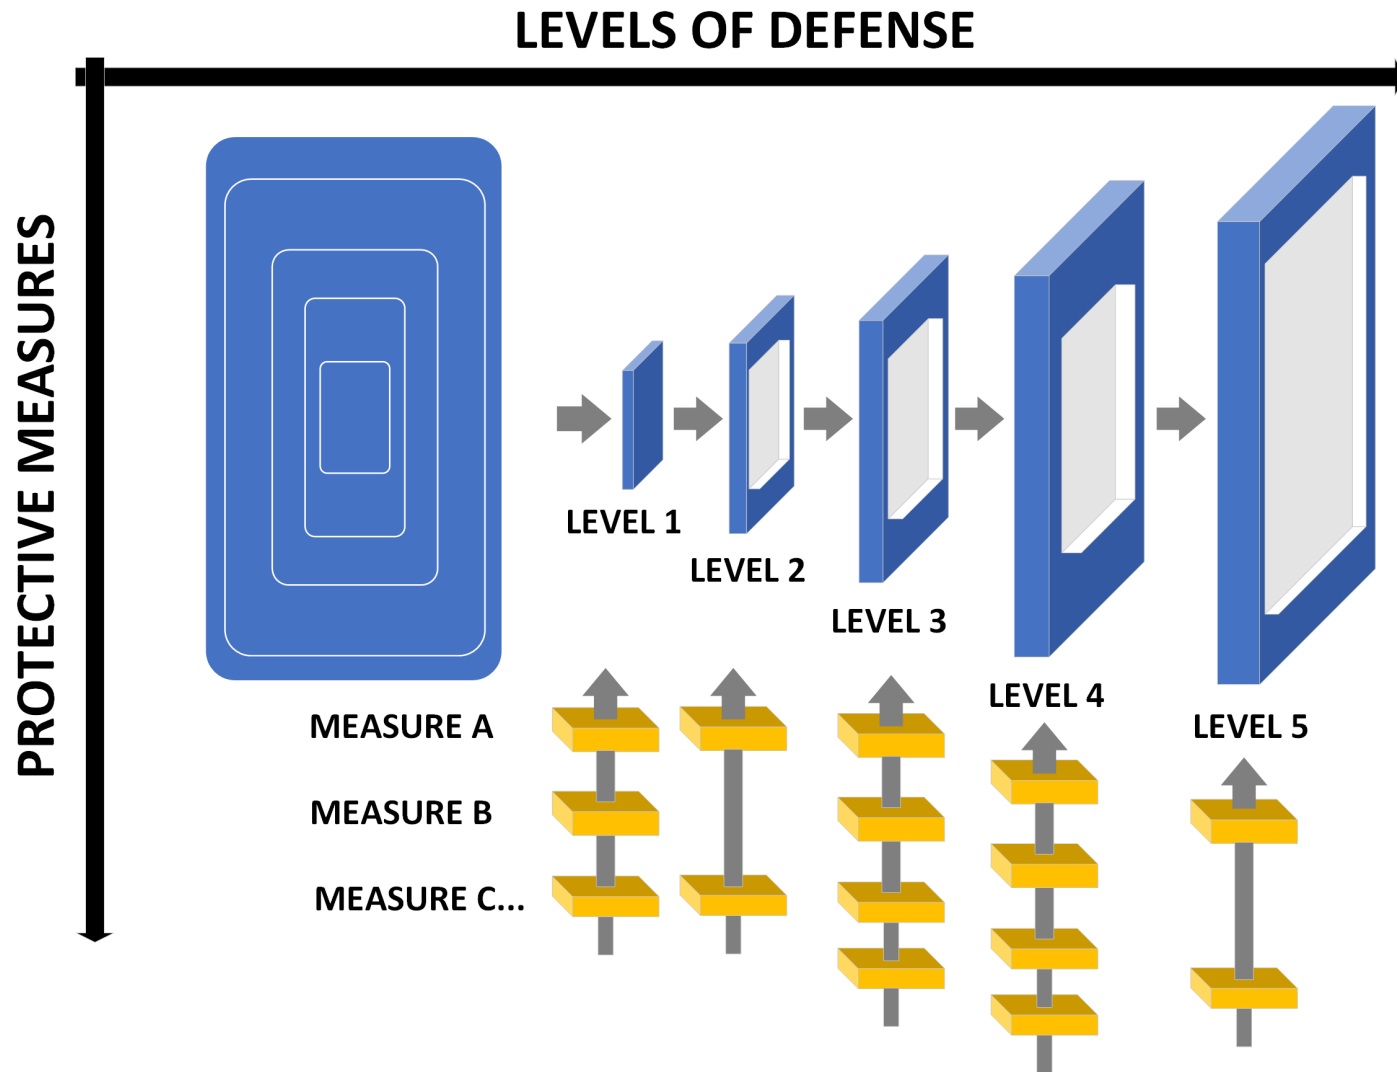 LEVELS OF DEFENSE
PROTECTIVE MEASURES
LEVEL 1
LEVEL 2
LEVEL 3
LEVEL 4
LEVEL 5
MEASURE A
MEASURE B
MEASURE C...